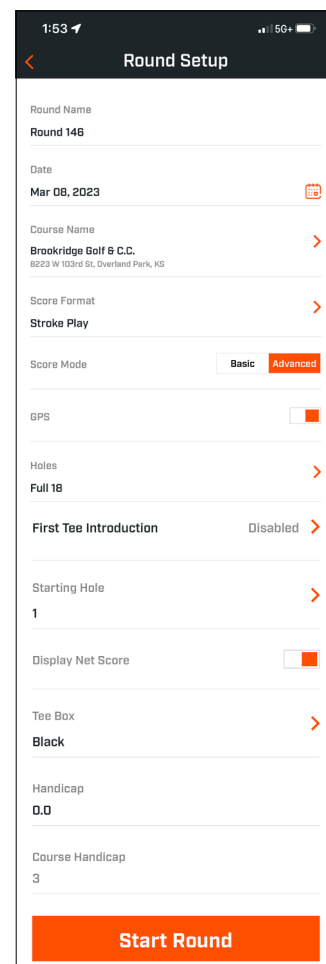 1:53
5G+
Round Setup
Round Name
Round 146
Date
Mar 08, 2023
Course Name
Brookridge Golf & C.C.
8223 W 103rd St, Overland Park, KS
Score Format
Stroke Play
Score Mode
Basic Advanced
GPS
Holes
Full 18
First Tee Introduction Disabled
Starting Hole
1
Display Net Score
Tee Box
Black
Handicap
0.0
Course Handicap
3
Start Round